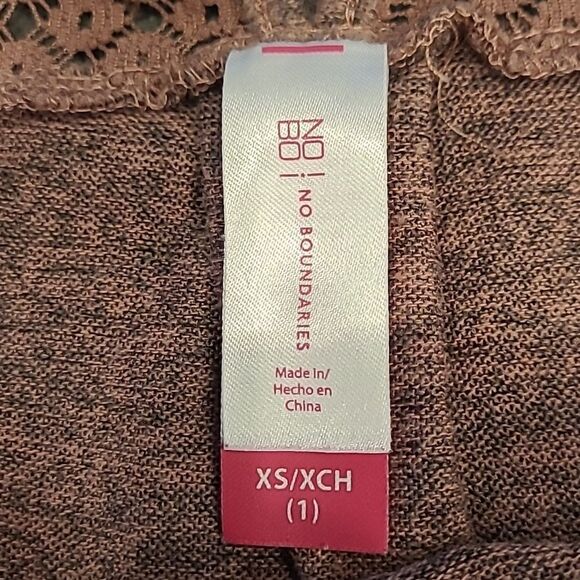 NO!
BO!
NO BOUNDARIES
Made in/
Hecho en
China
XS/XCH
(1)